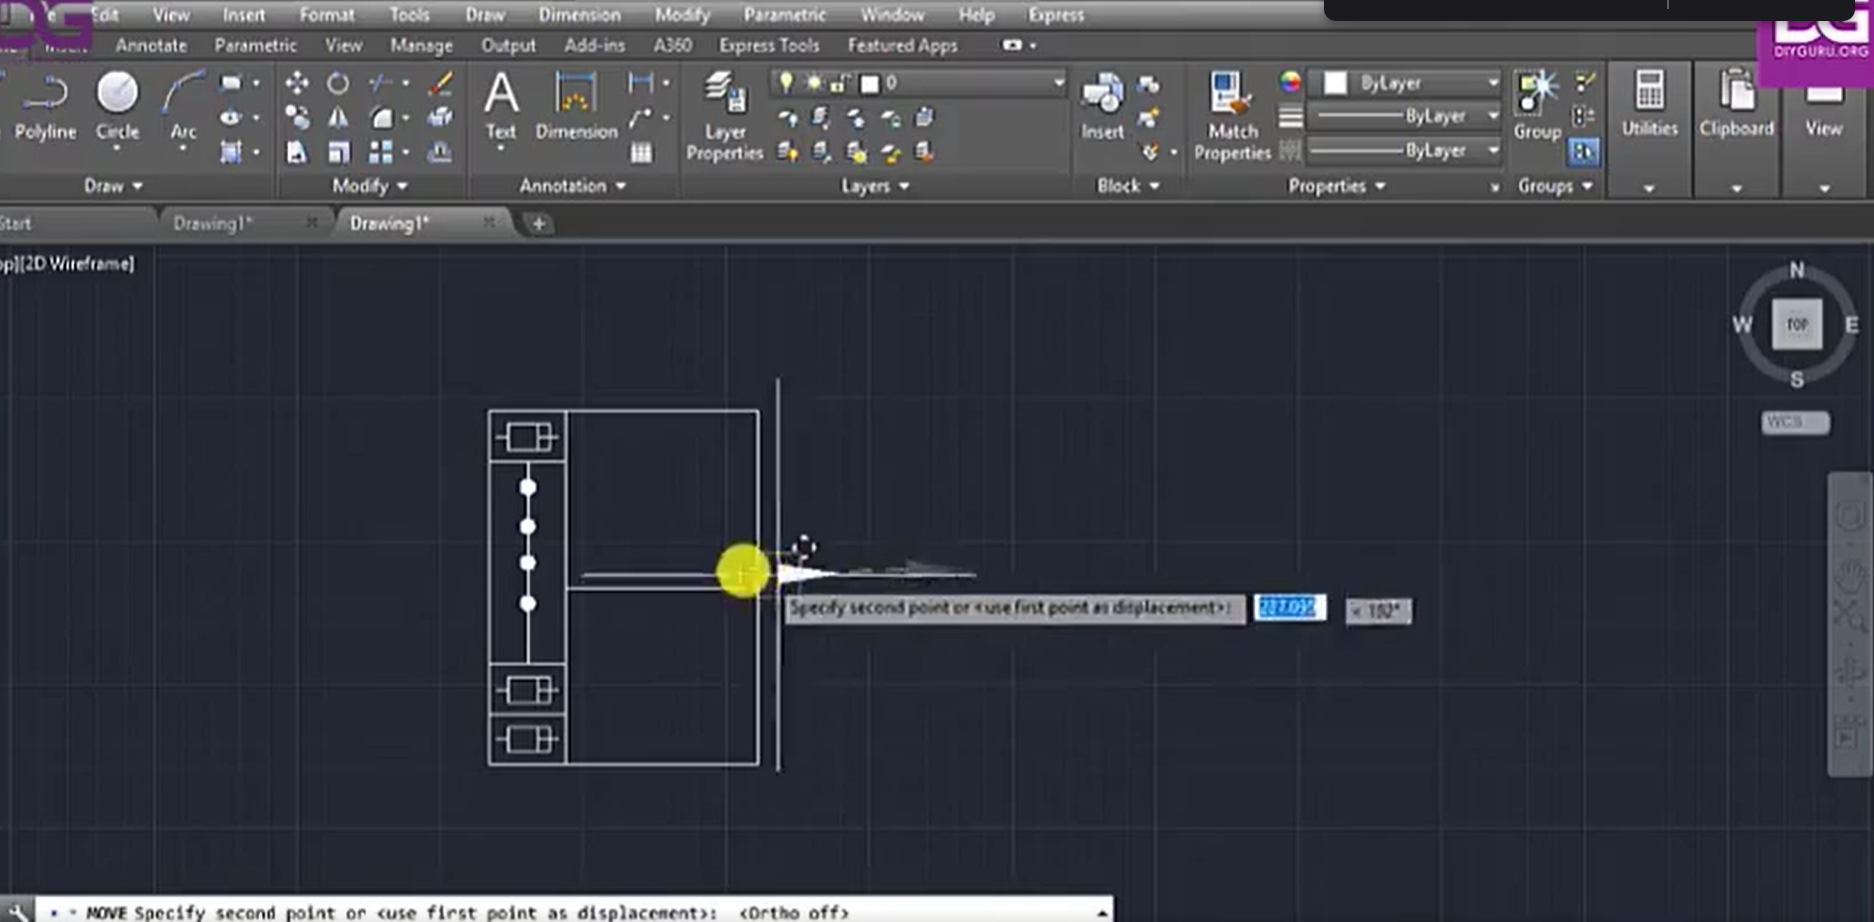 Edit View Insert Format Tools Draw Dimension Modify Parametric Window Help Express
Insert Annotate Parametric View Manage Output Add-ins A360 Express Tools Featured Apps
DG
DIYGURU.ORG
0
ByLayer
Polyline Circle Arc
Text Dimension
Layer Properties
Insert
Match Properties
ByLayer
ByLayer
Group
Utilities
Clipboard
View
Draw Modify Annotation Layers Block Properties Groups
Start Drawing1* Drawing1*
[2D Wireframe]
N
W TOP E
S
WCS
Specify second point or <use first point as displacement>:
< 182°
MOVE Specify second point or <use first point as displacement>: <Ortho off>